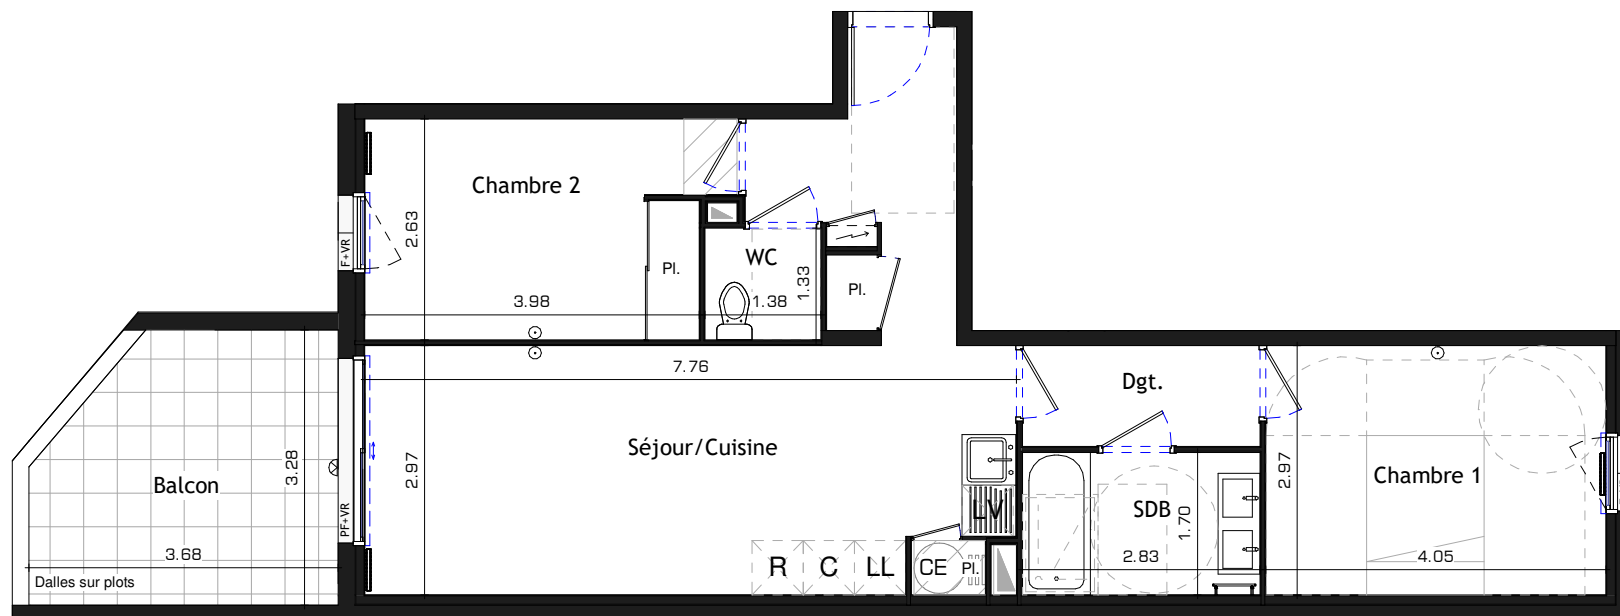 Chambre 2
2.63
F+VR
3.98
Pl.
WC
1.33
1.38
Pl.
7.76
Dgt.
Séjour/Cuisine
2.97
PF+VR
Balcon
3.28
3.68
Dalles sur plots
LV
R
C
LL
CE
Pl.
SDB
1.70
2.83
2.97
Chambre 1
4.05